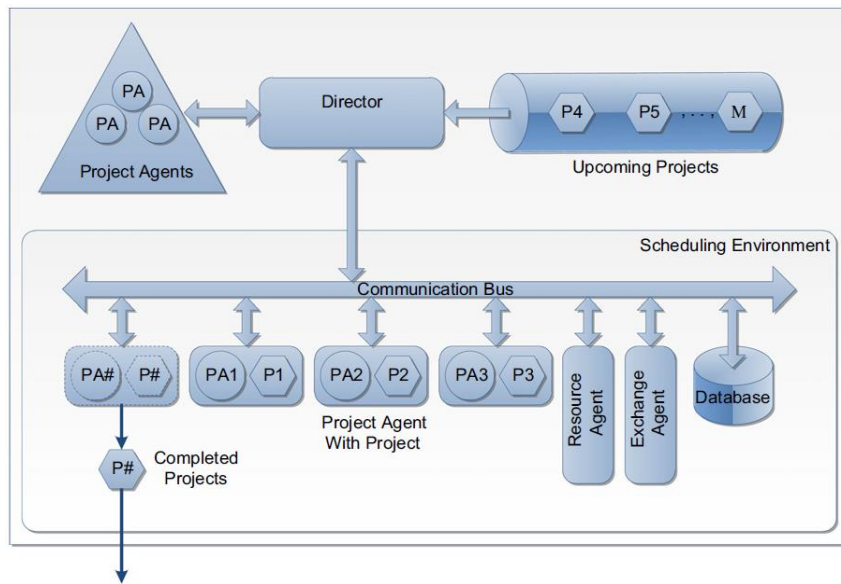 PA
PA PA
Project Agents
Director
P4 P5 , . . , M
Upcoming Projects
Scheduling Environment
Communication Bus
PA# P#
PA1 P1
PA2 P2
PA3 P3
Resource
Agent
Exchange
Agent
Database
Project Agent
With Project
P#
Completed
Projects